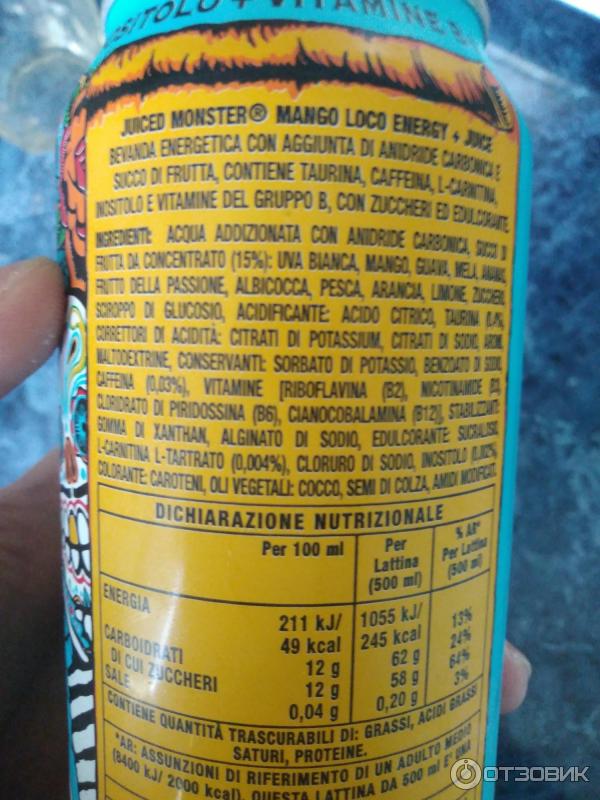 OSITOLO + VITAMINE B
JUICED MONSTER® MANGO LOCO ENERGY + JUICE
BEVANDA ENERGETICA CON AGGIUNTA DI ANIDRIDE CARBONICA E
SUCCO DI FRUTTA, CONTIENE TAURINA, CAFFEINA, L-CARNITINA,
INOSITOLO E VITAMINE DEL GRUPPO B, CON ZUCCHERI ED EDULCORANTE
INGREDIENTI: ACQUA ADDIZIONATA CON ANIDRIDE CARBONICA, SUCCO DI
FRUTTA DA CONCENTRATO (15%): UVA BIANCA, MANGO, GUAVA, MELA, ANANAS,
FRUTTO DELLA PASSIONE, ALBICOCCA, PESCA, ARANCIA, LIMONE, ZUCCHERO,
SCIROPPO DI GLUCOSIO, ACIDIFICANTE: ACIDO CITRICO, TAURINA (0,4%),
CORRETTORI DI ACIDITÀ: CITRATI DI POTASSIUM, CITRATI DI SODIO, AROMI,
MALTODEXTRINE, CONSERVANTI: SORBATO DI POTASSIO, BENZOATO DI SODIO,
CAFFEINA (0,03%), VITAMINE [RIBOFLAVINA (B2), NICOTINAMIDE (B3),
CLORIDRATO DI PIRIDOSSINA (B6), CIANOCOBALAMINA (B12)], STABILIZZANTI:
GOMMA DI XANTHAN, ALGINATO DI SODIO, EDULCORANTE: SUCRALOSIO,
L-CARNITINA L-TARTRATO (0,004%), CLORURO DI SODIO, INOSITOLO (0,002%),
COLORANTE: CAROTENI, OLI VEGETALI: COCCO, SEMI DI COLZA, AMIDI MODIFICATI.
DICHIARAZIONE NUTRIZIONALE
Per 100 ml Per Lattina (500 ml) % AR* Per Lattina (500 ml)
ENERGIA 211 kJ/ 1055 kJ/
49 kcal 245 kcal 13%
CARBOIDRATI 12 g 62 g 24%
DI CUI ZUCCHERI 12 g 58 g 64%
SALE 0,04 g 0,20 g 3%
CONTIENE QUANTITÀ TRASCURABILI DI: GRASSI, ACIDI GRASSI
SATURI, PROTEINE.
*AR: ASSUNZIONI DI RIFERIMENTO DI UN ADULTO MEDIO
(8400 kJ/ 2000 kcal). QUESTA LATTINA DA 500 ml E' UNA
ОТЗОВИК